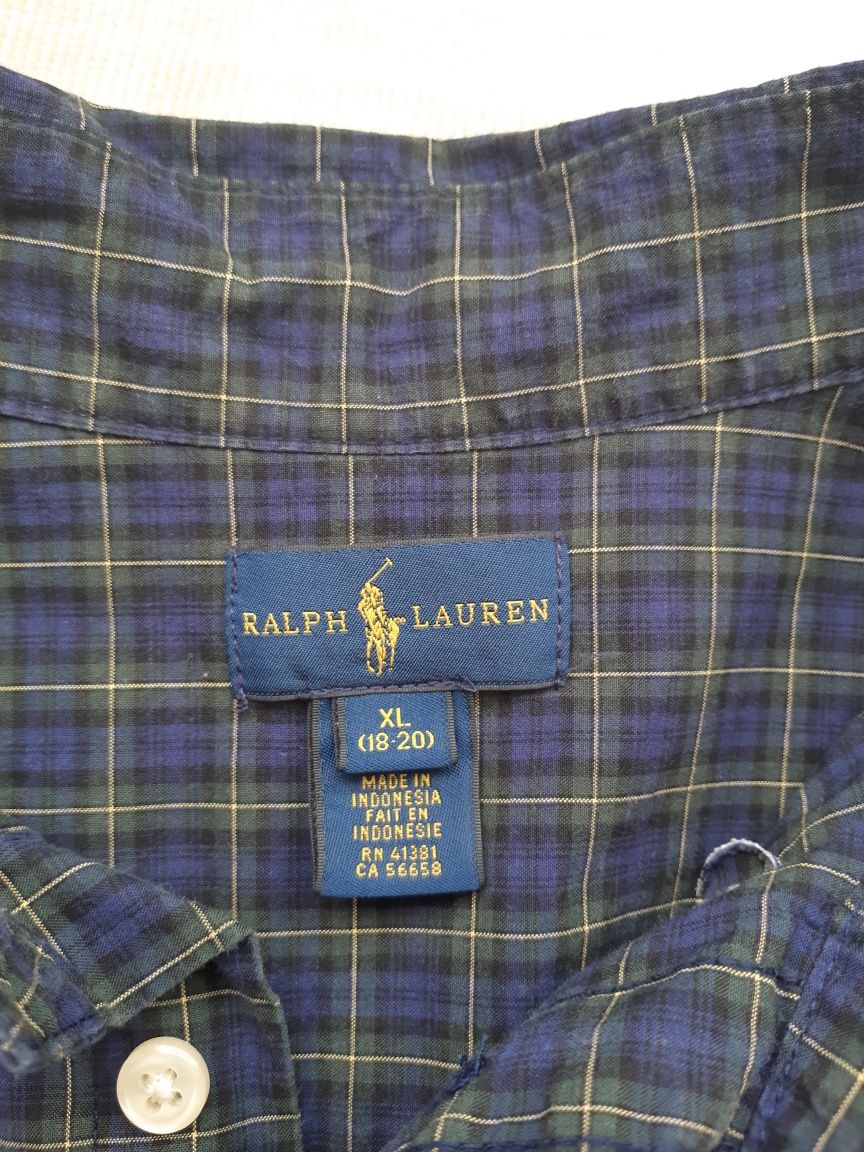 RALPH LAUREN
XL
(18-20)
MADE IN
INDONESIA
FAIT EN
INDONESIE
RN 41381
CA 56658